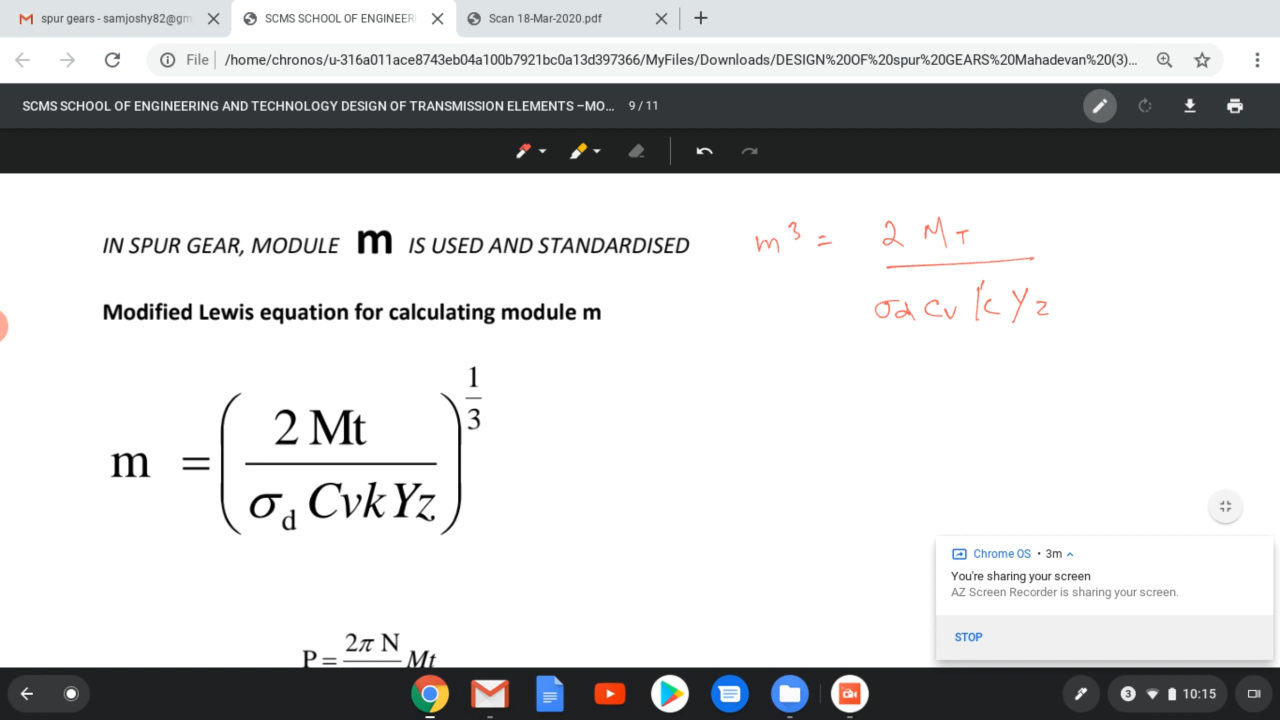 spur gears - samjoshy82@gm
SCMS SCHOOL OF ENGINEERI
Scan 18-Mar-2020.pdf
File | /home/chronos/u-316a011ace8743eb04a100b7921bc0a13d397366/MyFiles/Downloads/DESIGN%20OF%20spur%20GEARS%20Mahadevan%20(3)...
SCMS SCHOOL OF ENGINEERING AND TECHNOLOGY DESIGN OF TRANSMISSION ELEMENTS –MO... 9 / 11
IN SPUR GEAR, MODULE m IS USED AND STANDARDISED
m³ = 2 MT
σd Cv K Y z
Modified Lewis equation for calculating module m
1
3
2 Mt
m =
σd Cvk Yz
Chrome OS • 3m
You're sharing your screen
AZ Screen Recorder is sharing your screen.
STOP
2π N
P = Mt
3
10:15